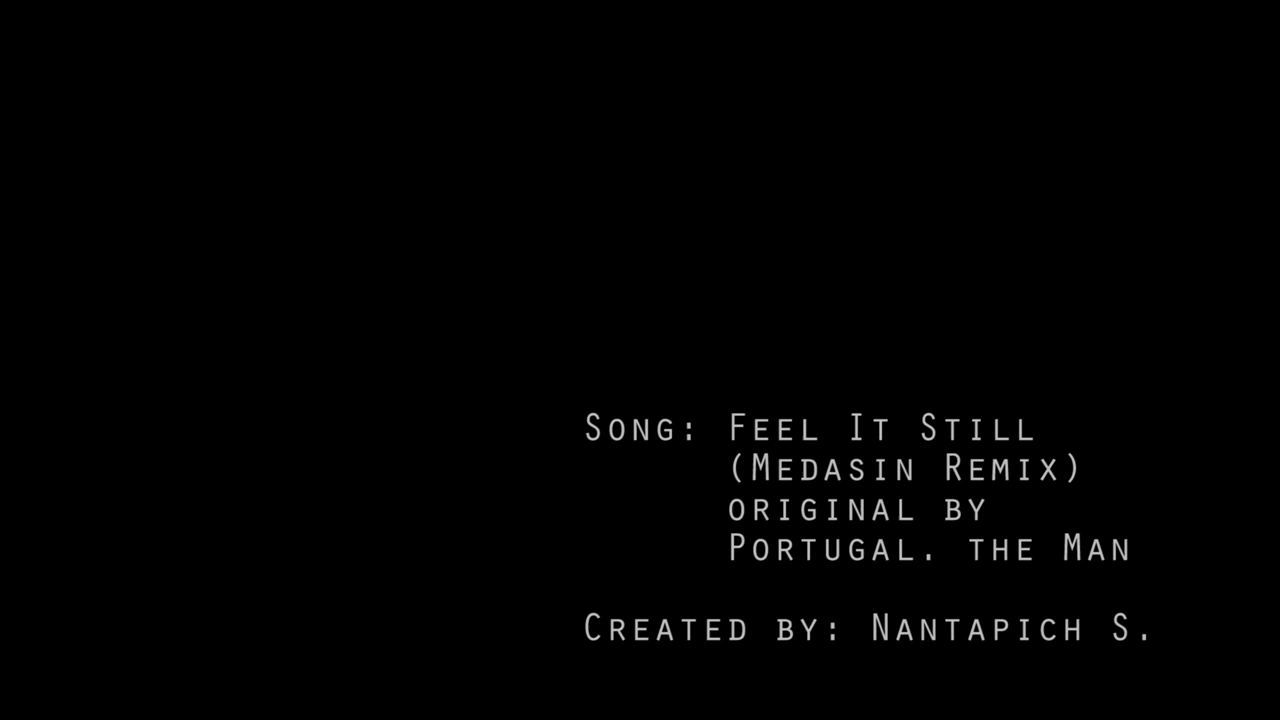 Song: Feel It Still
(Medasin Remix)
original by
Portugal. the Man
Created by: Nantapich S.